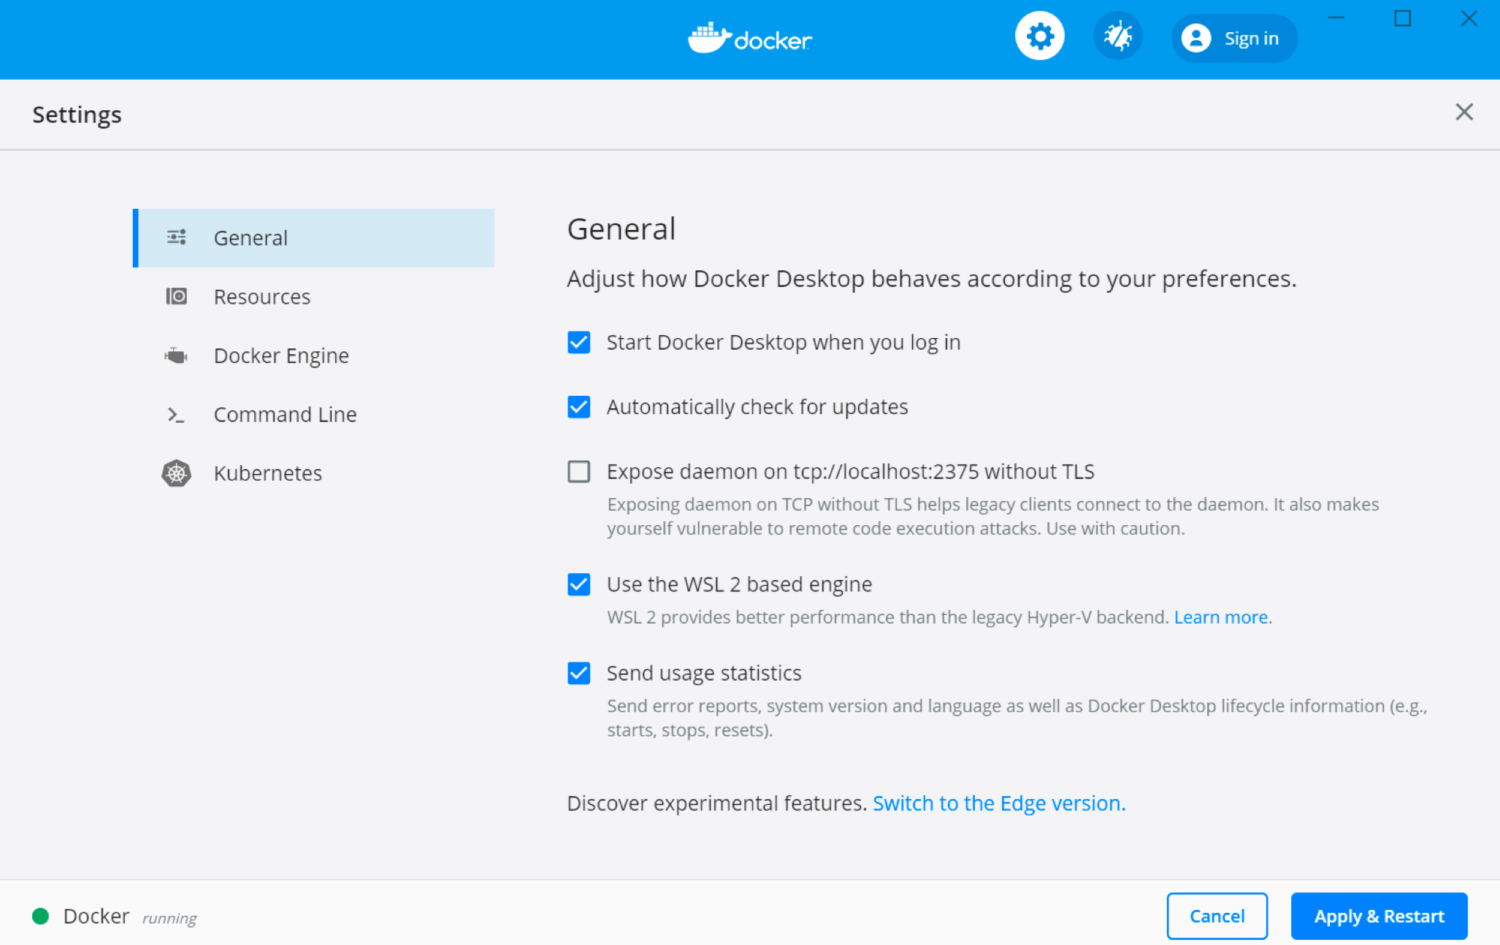 docker
Sign in
Settings
General
Resources
Docker Engine
Command Line
Kubernetes
General
Adjust how Docker Desktop behaves according to your preferences.
Start Docker Desktop when you log in
Automatically check for updates
Expose daemon on tcp://localhost:2375 without TLS
Exposing daemon on TCP without TLS helps legacy clients connect to the daemon. It also makes
yourself vulnerable to remote code execution attacks. Use with caution.
Use the WSL 2 based engine
WSL 2 provides better performance than the legacy Hyper-V backend. Learn more.
Send usage statistics
Send error reports, system version and language as well as Docker Desktop lifecycle information (e.g.,
starts, stops, resets).
Discover experimental features. Switch to the Edge version.
Docker running
Cancel
Apply & Restart